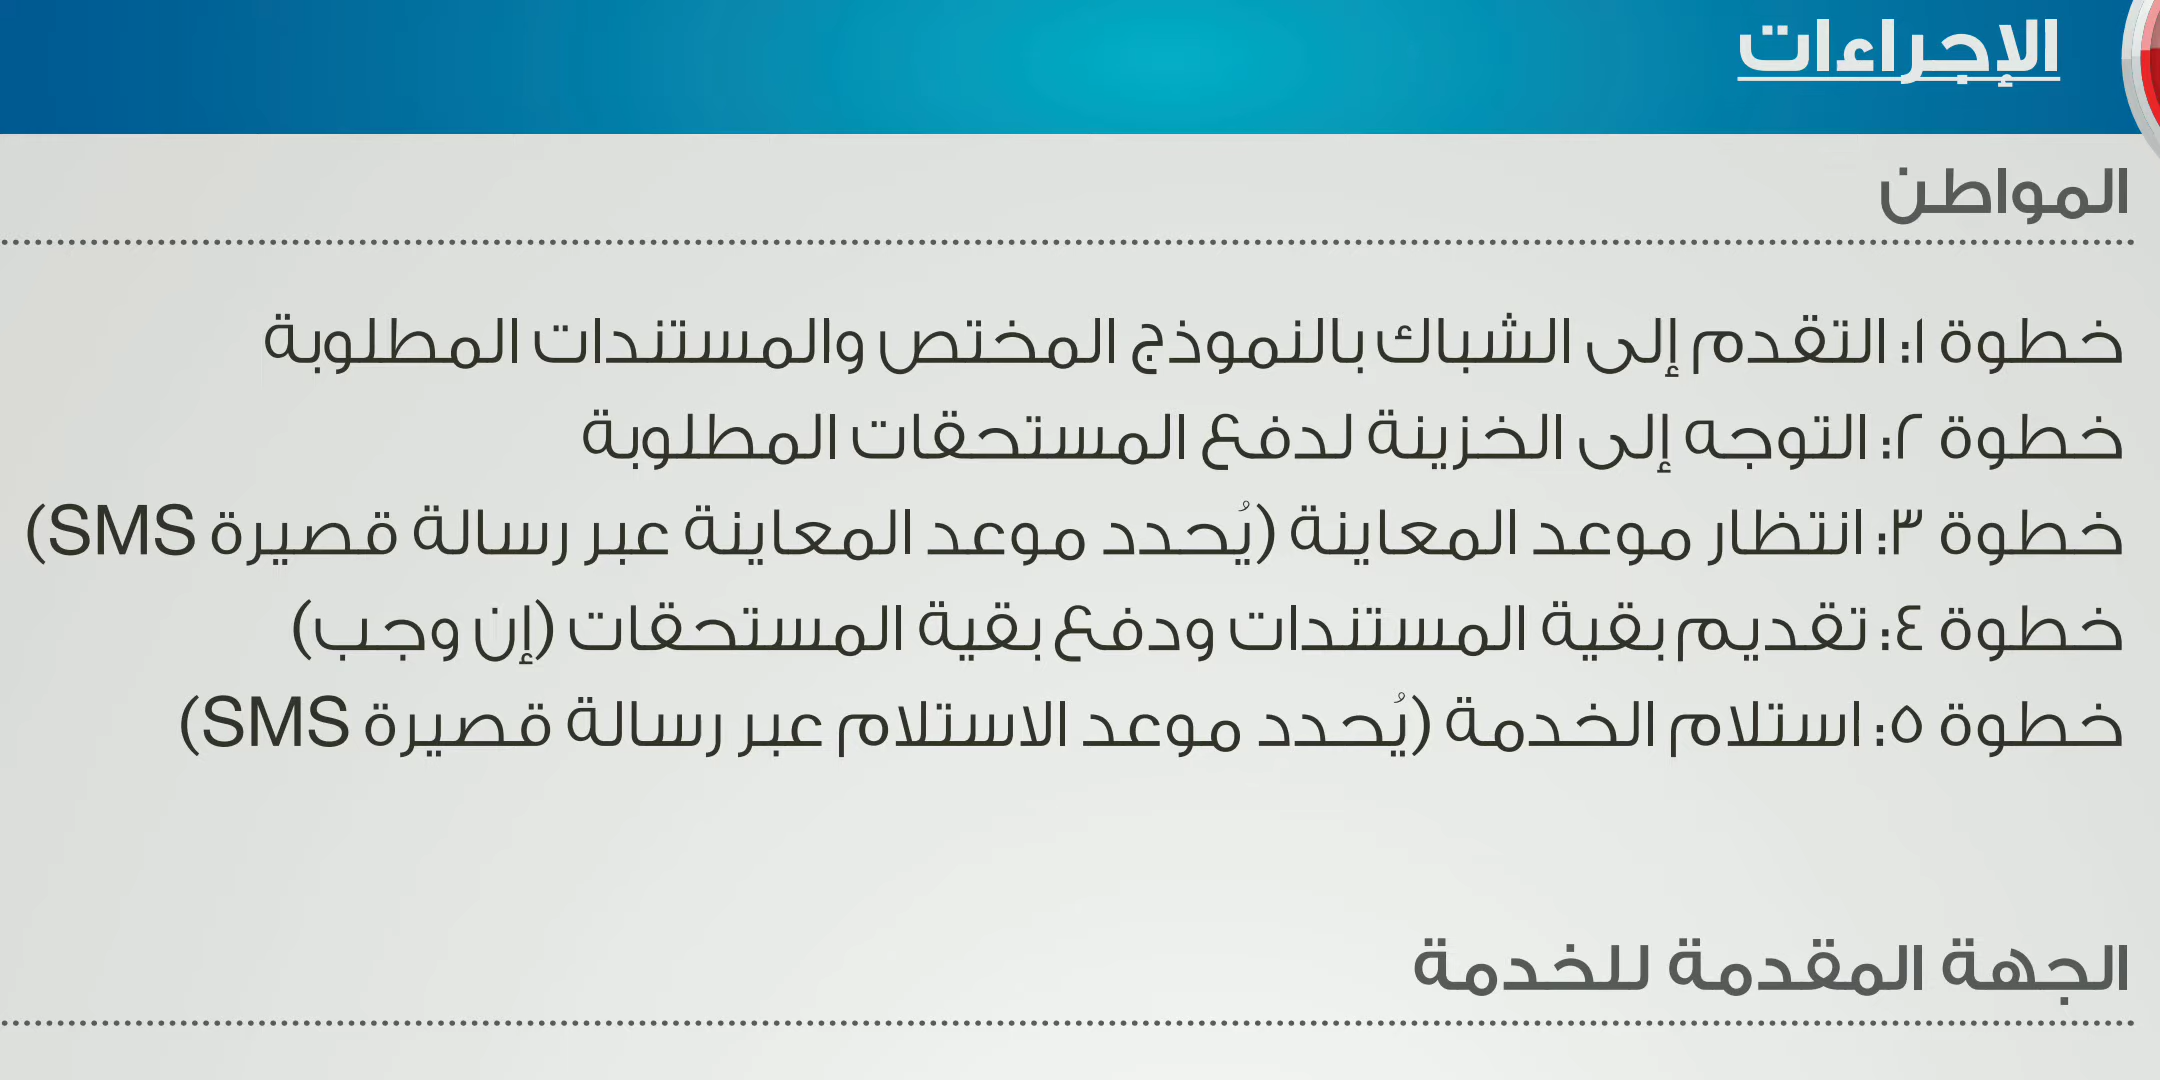 الإجراءات
المواطن
خطوة ١: التقدم إلى الشباك بالنموذج المختص والمستندات المطلوبة
خطوة ٢: التوجه إلى الخزينة لدفع المستحقات المطلوبة
خطوة ٣: انتظار موعد المعاينة (يُحدد موعد المعاينة عبر رسالة قصيرة SMS)
خطوة ٤: تقديم بقية المستندات ودفع بقية المستحقات (إن وجب)
خطوة ٥: استلام الخدمة (يُحدد موعد الاستلام عبر رسالة قصيرة SMS)
الجهة المقدمة للخدمة